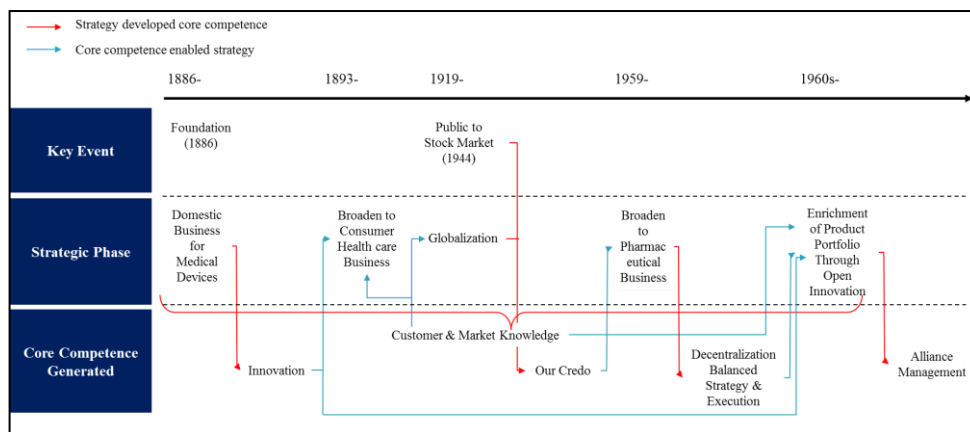 Strategy developed core competence
Core competence enabled strategy
1886-
1893-
1919-
1959-
1960s-
Key Event
Foundation
(1886)
Public to
Stock Market
(1944)
Strategic Phase
Domestic
Business
for
Medical
Devices
Broaden to
Consumer
Health care
Business
Globalization
Broaden
to
Pharmac
eutical
Business
Enrichment
of Product
Portfolio
Through
Open
Innovation
Core Competence
Generated
Innovation
Customer & Market Knowledge
Our Credo
Decentralization
Balanced
Strategy &
Execution
Alliance
Management